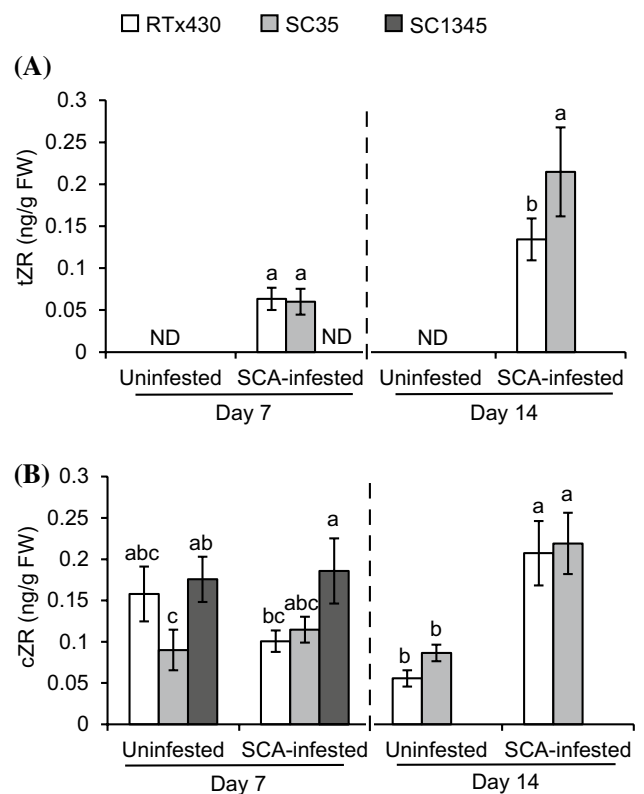 RTx430 SC35 SC1345
(A)
0.3
0.25
0.2
0.15
0.1
0.05
0
tZR (ng/g FW)
ND
a a
ND
ND
b
a
Uninfested SCA-infested Uninfested SCA-infested
Day 7 Day 14
(B)
0.3
0.25
0.2
0.15
0.1
0.05
0
cZR (ng/g FW)
abc
c
ab
bc
abc
a
b b
a a
Uninfested SCA-infested Uninfested SCA-infested
Day 7 Day 14